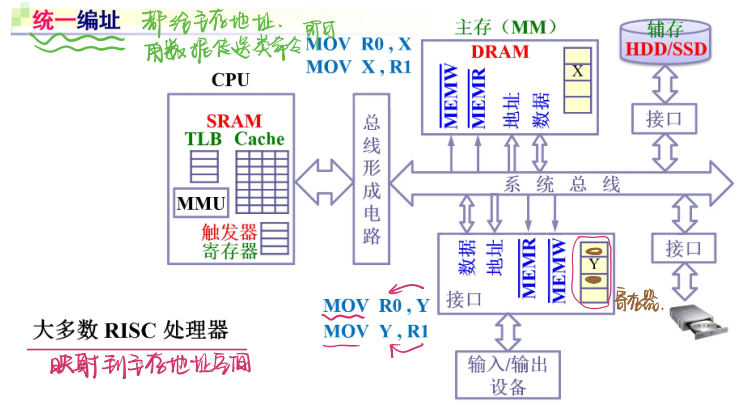 统一编址
都给主存地址. 即可
用数据传送类命令
MOV R0 , X
MOV X , R1
主存（MM）
DRAM
X
MEMW
MEMR
地址
数据
辅存
HDD/SSD
接口
CPU
SRAM
TLB Cache
MMU
触发器
寄存器
总线形成电路
系统总线
数据
地址
MEMR
MEMW
Y
接口
寄存器.
接口
MOV R0 , Y
MOV Y , R1
大多数 RISC 处理器
映射到主存地址空间
输入/输出
设备